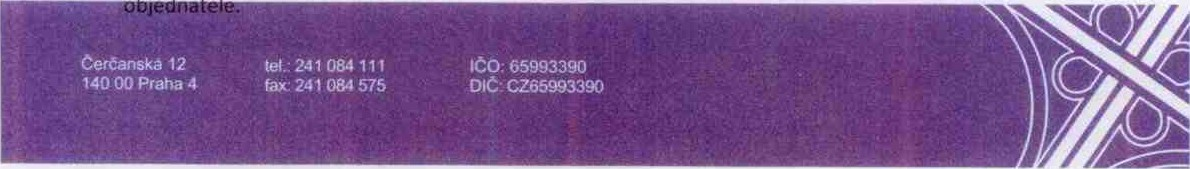 objednatele.
Čerčanská 12
140 00 Praha 4
tel.: 241 084 111
fax: 241 084 575
IČO: 65993390
DIČ: CZ65993390